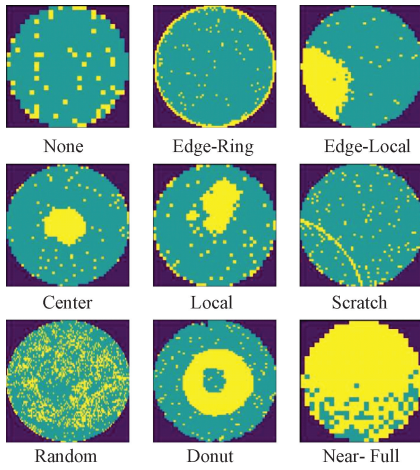 None Edge-Ring Edge-Local
Center Local Scratch
Random Donut Near- Full